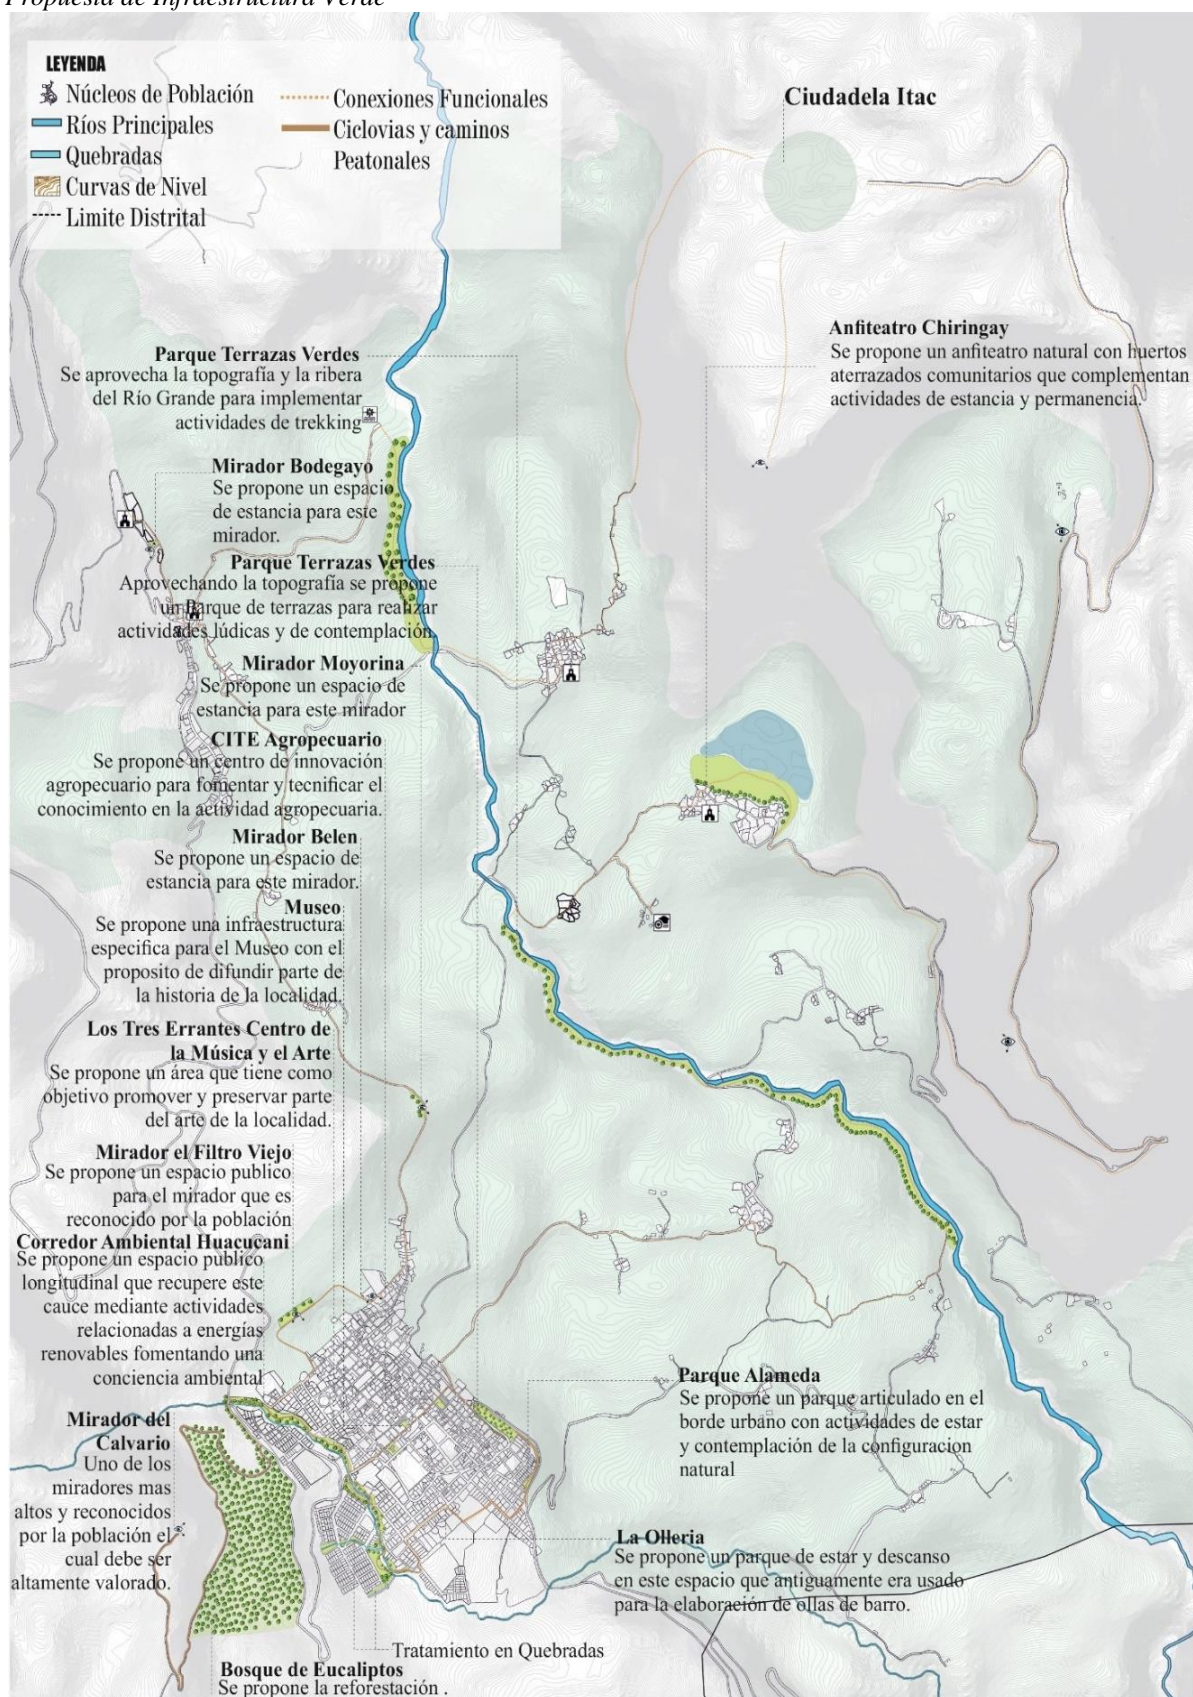 Propuesta de Infraestructura Verde
LEYENDA
Núcleos de Población
Ríos Principales
Quebradas
Curvas de Nivel
Limite Distrital
Conexiones Funcionales
Ciclovias y caminos
Peatonales
Ciudadela Itac
Anfiteatro Chiringay
Se propone un anfiteatro natural con huertos
aterrazados comunitarios que complementan
actividades de estancia y permanencia.
Parque Terrazas Verdes
Se aprovecha la topografía y la ribera
del Río Grande para implementar
actividades de trekking
Mirador Bodegayo
Se propone un espacio
de estancia para este
mirador.
Parque Terrazas Verdes
Aprovechando la topografía se propone
un Parque de terrazas para realizar
actividades lúdicas y de contemplación.
Mirador Moyorina
Se propone un espacio de
estancia para este mirador
CITE Agropecuario
Se propone un centro de innovación
agropecuario para fomentar y tecnificar el
conocimiento en la actividad agropecuaria.
Mirador Belen
Se propone un espacio de
estancia para este mirador.
Museo
Se propone una infraestructura
especifica para el Museo con el
proposito de difundir parte de
la historia de la localidad.
Los Tres Errantes Centro de
la Música y el Arte
Se propone un área que tiene como
objetivo promover y preservar parte
del arte de la localidad.
Mirador el Filtro Viejo
Se propone un espacio publico
para el mirador que es
reconocido por la población
Corredor Ambiental Huacucani
Se propone un espacio publico
longitudinal que recupere este
cauce mediante actividades
relacionadas a energías
renovables fomentando una
conciencia ambiental
Mirador del
Calvario
Uno de los
miradores mas
altos y reconocidos
por la población el
cual debe ser
altamente valorado.
Parque Alameda
Se propone un parque articulado en el
borde urbano con actividades de estar
y contemplación de la configuracion
natural
La Olleria
Se propone un parque de estar y descanso
en este espacio que antiguamente era usado
para la elaboración de ollas de barro.
Tratamiento en Quebradas
Bosque de Eucaliptos
Se propone la reforestación .